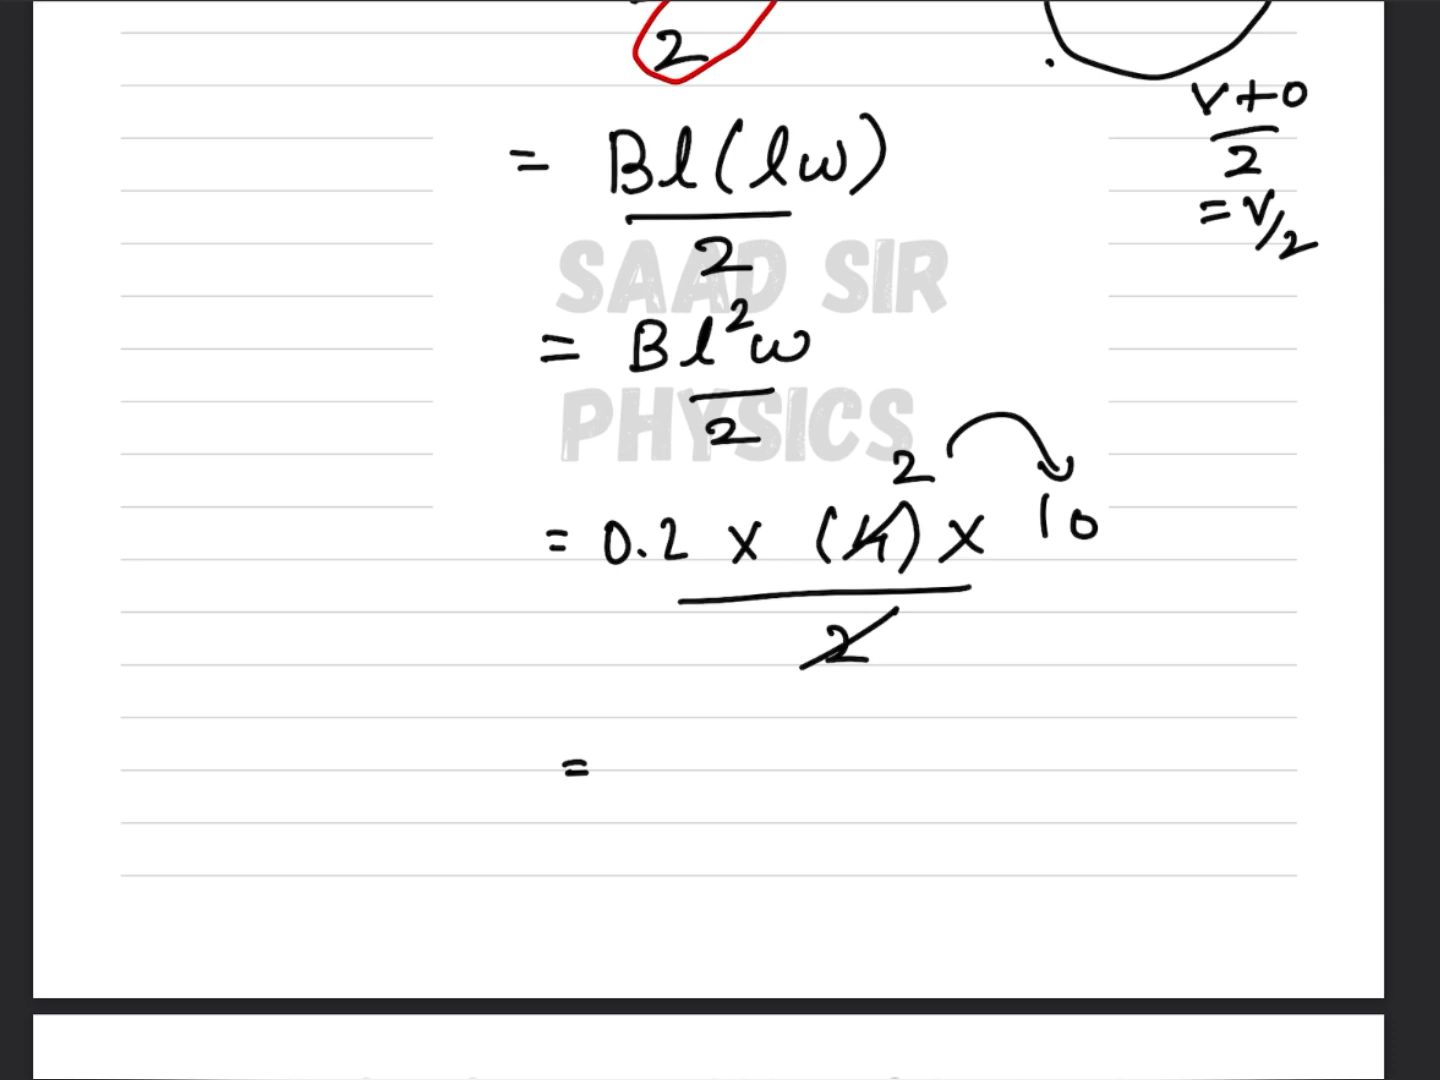 2
v+0
= Bl(lω)
2
2
= v/2
SAAD SIR
= Bl²ω
2
PHYSICS
2
= 0.2 x (4) x 10
2
=